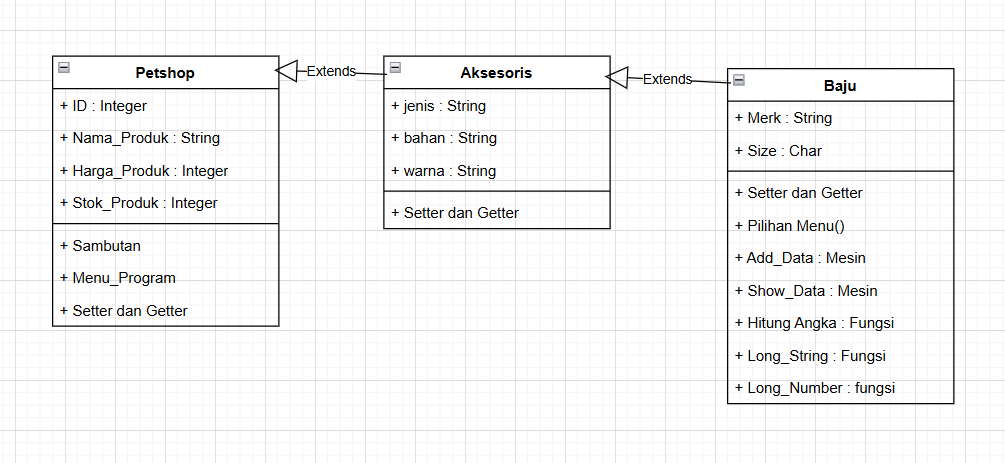 Petshop
+ ID : Integer
+ Nama_Produk : String
+ Harga_Produk : Integer
+ Stok_Produk : Integer
+ Sambutan
+ Menu_Program
+ Setter dan Getter
Extends
Aksesoris
+ jenis : String
+ bahan : String
+ warna : String
+ Setter dan Getter
Extends
Baju
+ Merk : String
+ Size : Char
+ Setter dan Getter
+ Pilihan Menu()
+ Add_Data : Mesin
+ Show_Data : Mesin
+ Hitung Angka : Fungsi
+ Long_String : Fungsi
+ Long_Number : fungsi